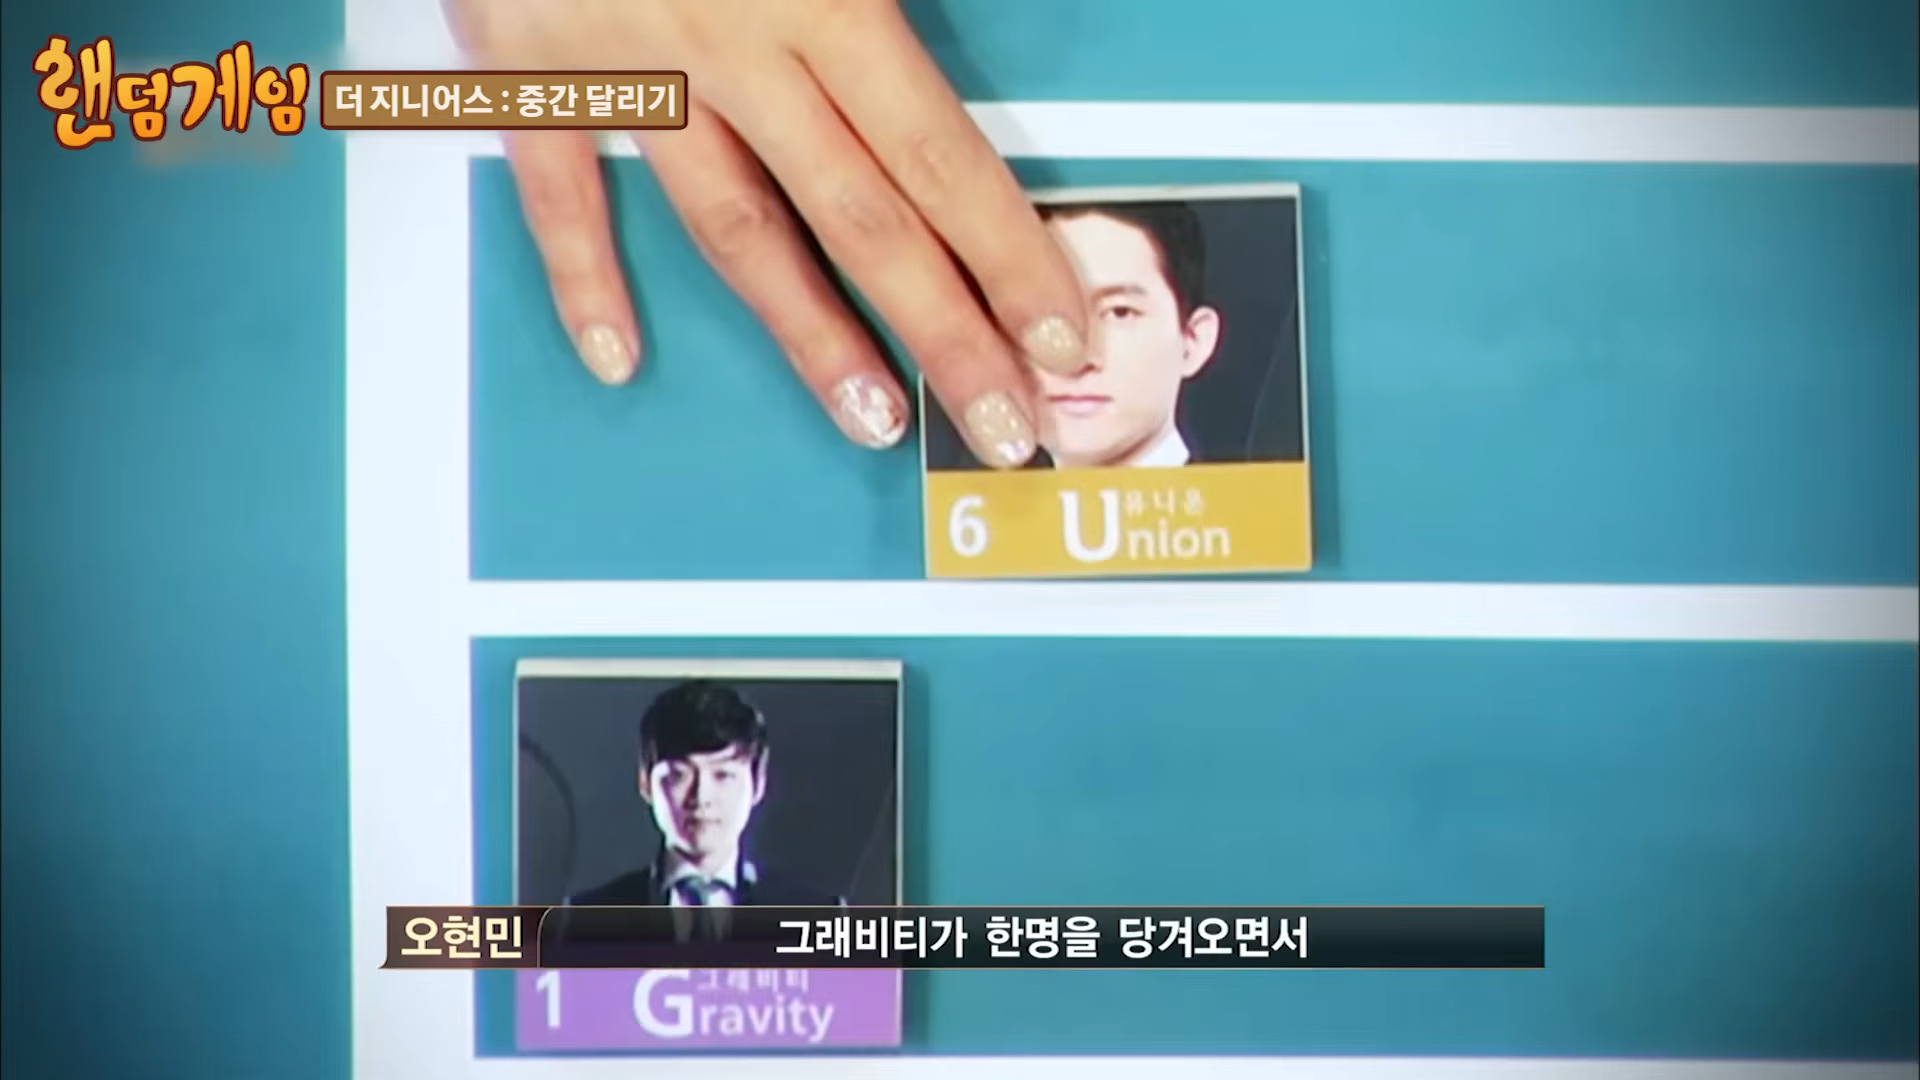 핸덤게임
더 지니어스 : 중간 달리기
6 Union
유니온
오현민
그래비티가 한명을 당겨오면서
1 Gravity
그래비티